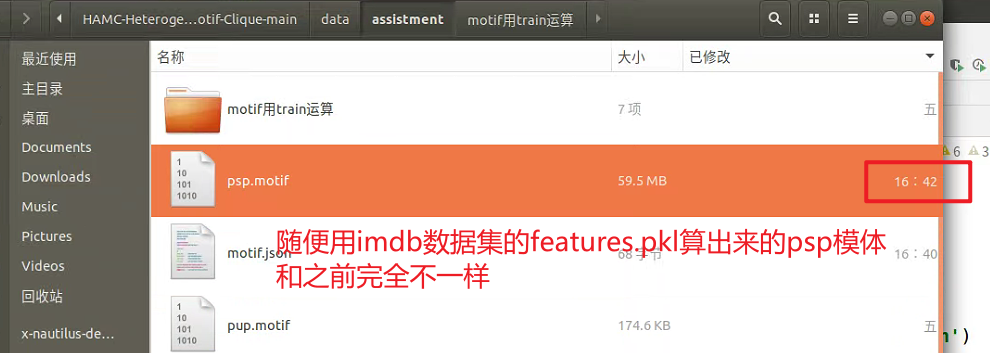 HAMC-Heteroge…otif-Clique-main
data
assistment
motif用train运算
最近使用
主目录
桌面
Documents
Downloads
Music
Pictures
Videos
回收站
x-nautilus-de…
名称
大小
已修改
motif用train运算
7 项
五
1
10
101
1010
psp.motif
59.5 MB
16：42
随便用imdb数据集的features.pkl算出来的psp模体
和之前完全不一样
motif.json
68 字节
16：40
1
10
101
1010
pup.motif
174.6 KB
五
6
3
n')